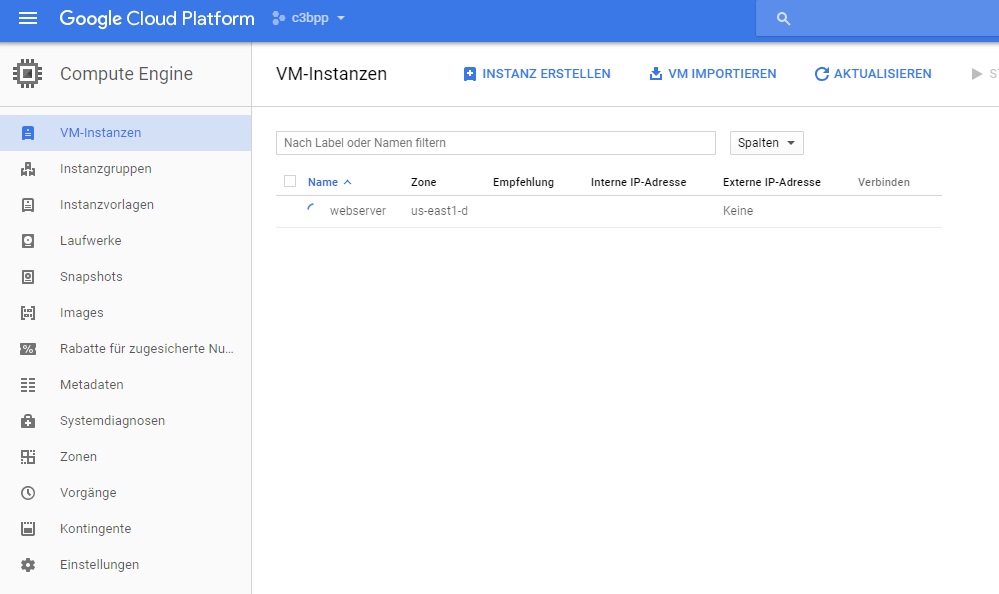 Google Cloud Platform c3bpp
Compute Engine
VM-Instanzen INSTANZ ERSTELLEN VM IMPORTIEREN AKTUALISIEREN
VM-Instanzen
Instanzgruppen
Instanzvorlagen
Laufwerke
Snapshots
Images
Rabatte für zugesicherte Nu...
Metadaten
Systemdiagnosen
Zonen
Vorgänge
Kontingente
Einstellungen
Nach Label oder Namen filtern Spalten
Name Zone Empfehlung Interne IP-Adresse Externe IP-Adresse Verbinden
webserver us-east1-d Keine